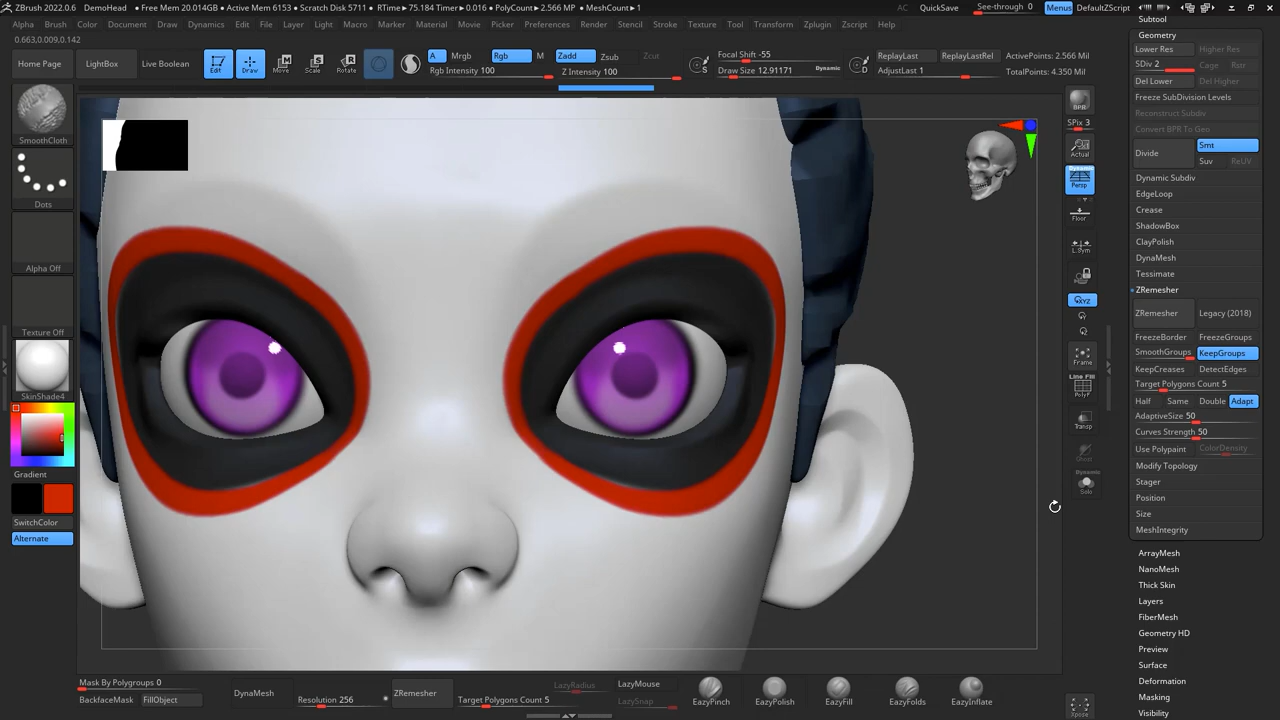 ZBrush 2022.0.6 DemoHead • Free Mem 20.014GB • Active Mem 6153 • Scratch Disk 5711 • RTime▸75.184 Timer▸0.016 • PolyCount▸2.566 MP • MeshCount▸1 AC QuickSave See-through 0 Menus DefaultZScript
Alpha Brush Color Document Draw Dynamics Edit File Layer Light Macro Marker Material Movie Picker Preferences Render Stencil Stroke Texture Tool Transform Zplugin Zscript Help
0.663,0.009,0.142
Home Page LightBox Live Boolean Edit Draw Move Scale Rotate
A Mrgb Rgb M Zadd Zsub Zcut
Rgb Intensity 100 Z Intensity 100
Focal Shift -55
Draw Size 12.91171 Dynamic
S D
ReplayLast ReplayLastRel
AdjustLast 1
ActivePoints: 2.566 Mil
TotalPoints: 4.350 Mil
SmoothCloth
Dots
Alpha Off
Texture Off
SkinShade4
Gradient
SwitchColor
Alternate
BPR
SPix 3
Actual
Dynamic
Persp
Floor
L.Sym
XYZ
Frame
Line Fill
PolyF
Transp
Ghost
Dynamic
Solo
Xpose
Subtool
Geometry
Lower Res Higher Res
SDiv 2 Cage Rstr
Del Lower Del Higher
Freeze SubDivision Levels
Reconstruct Subdiv
Convert BPR To Geo
Divide Smt
Suv ReUV
Dynamic Subdiv
EdgeLoop
Crease
ShadowBox
ClayPolish
DynaMesh
Tessimate
ZRemesher
ZRemesher Legacy (2018)
FreezeBorder FreezeGroups
SmoothGroups KeepGroups
KeepCreases DetectEdges
Target Polygons Count 5
Half Same Double Adapt
AdaptiveSize 50
Curves Strength 50
Use Polypaint ColorDensity
Modify Topology
Stager
Position
Size
MeshIntegrity
ArrayMesh
NanoMesh
Thick Skin
Layers
FiberMesh
Geometry HD
Preview
Surface
Deformation
Masking
Visibility
Mask By Polygroups 0
BackfaceMask FillObject
DynaMesh
Resolution 256
ZRemesher
Target Polygons Count 5
LazyRadius
LazyMouse
LazySnap
EazyPinch EazyPolish EazyFill EazyFolds EazyInflate